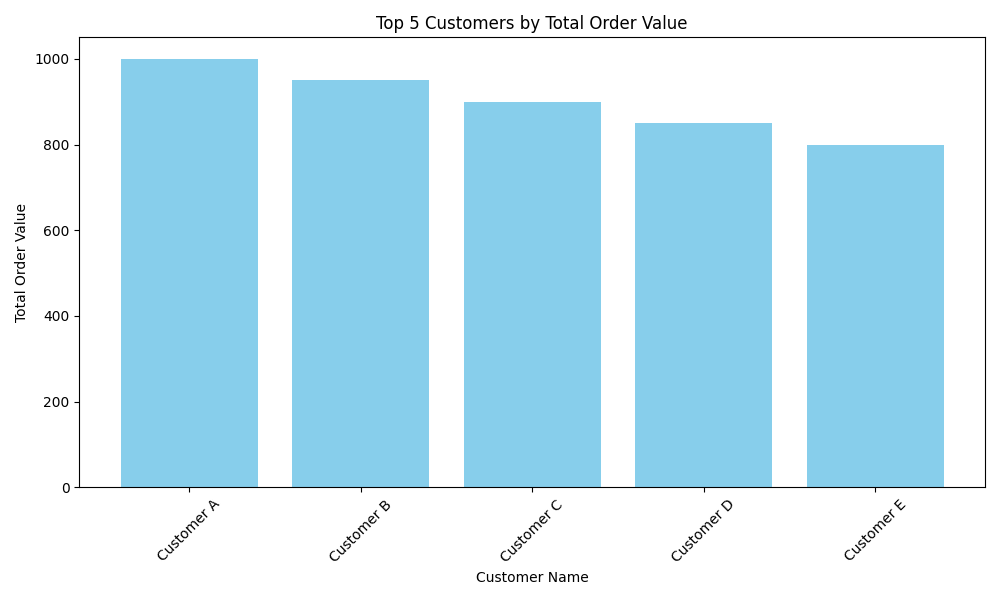 Top 5 Customers by Total Order Value
Total Order Value
1000
800
600
400
200
0
Customer A
Customer B
Customer C
Customer D
Customer E
Customer Name